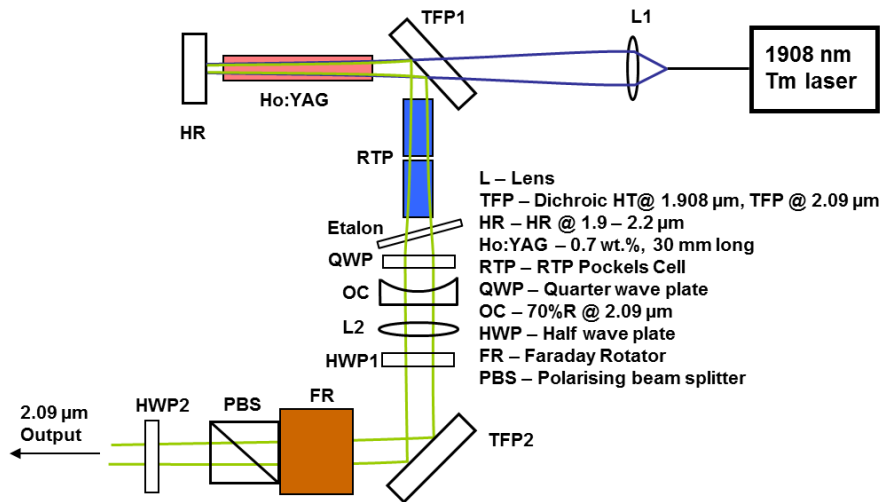 TFP1
L1
1908 nm
Tm laser
HR
Ho:YAG
RTP
L – Lens
TFP – Dichroic HT@ 1.908 µm, TFP @ 2.09 µm
HR – HR @ 1.9 – 2.2 µm
Ho:YAG – 0.7 wt.%, 30 mm long
RTP – RTP Pockels Cell
QWP – Quarter wave plate
OC – 70%R @ 2.09 µm
HWP – Half wave plate
FR – Faraday Rotator
PBS – Polarising beam splitter
Etalon
QWP
OC
L2
HWP1
2.09 µm
Output
HWP2
PBS
FR
TFP2